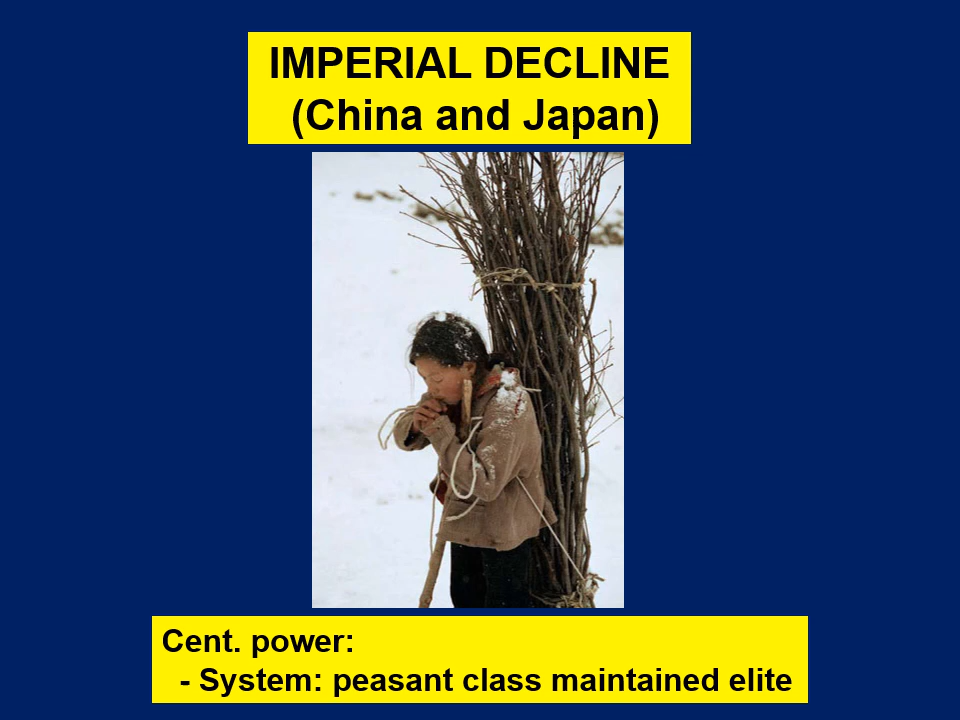 IMPERIAL DECLINE
(China and Japan)
Cent. power:
- System: peasant class maintained elite